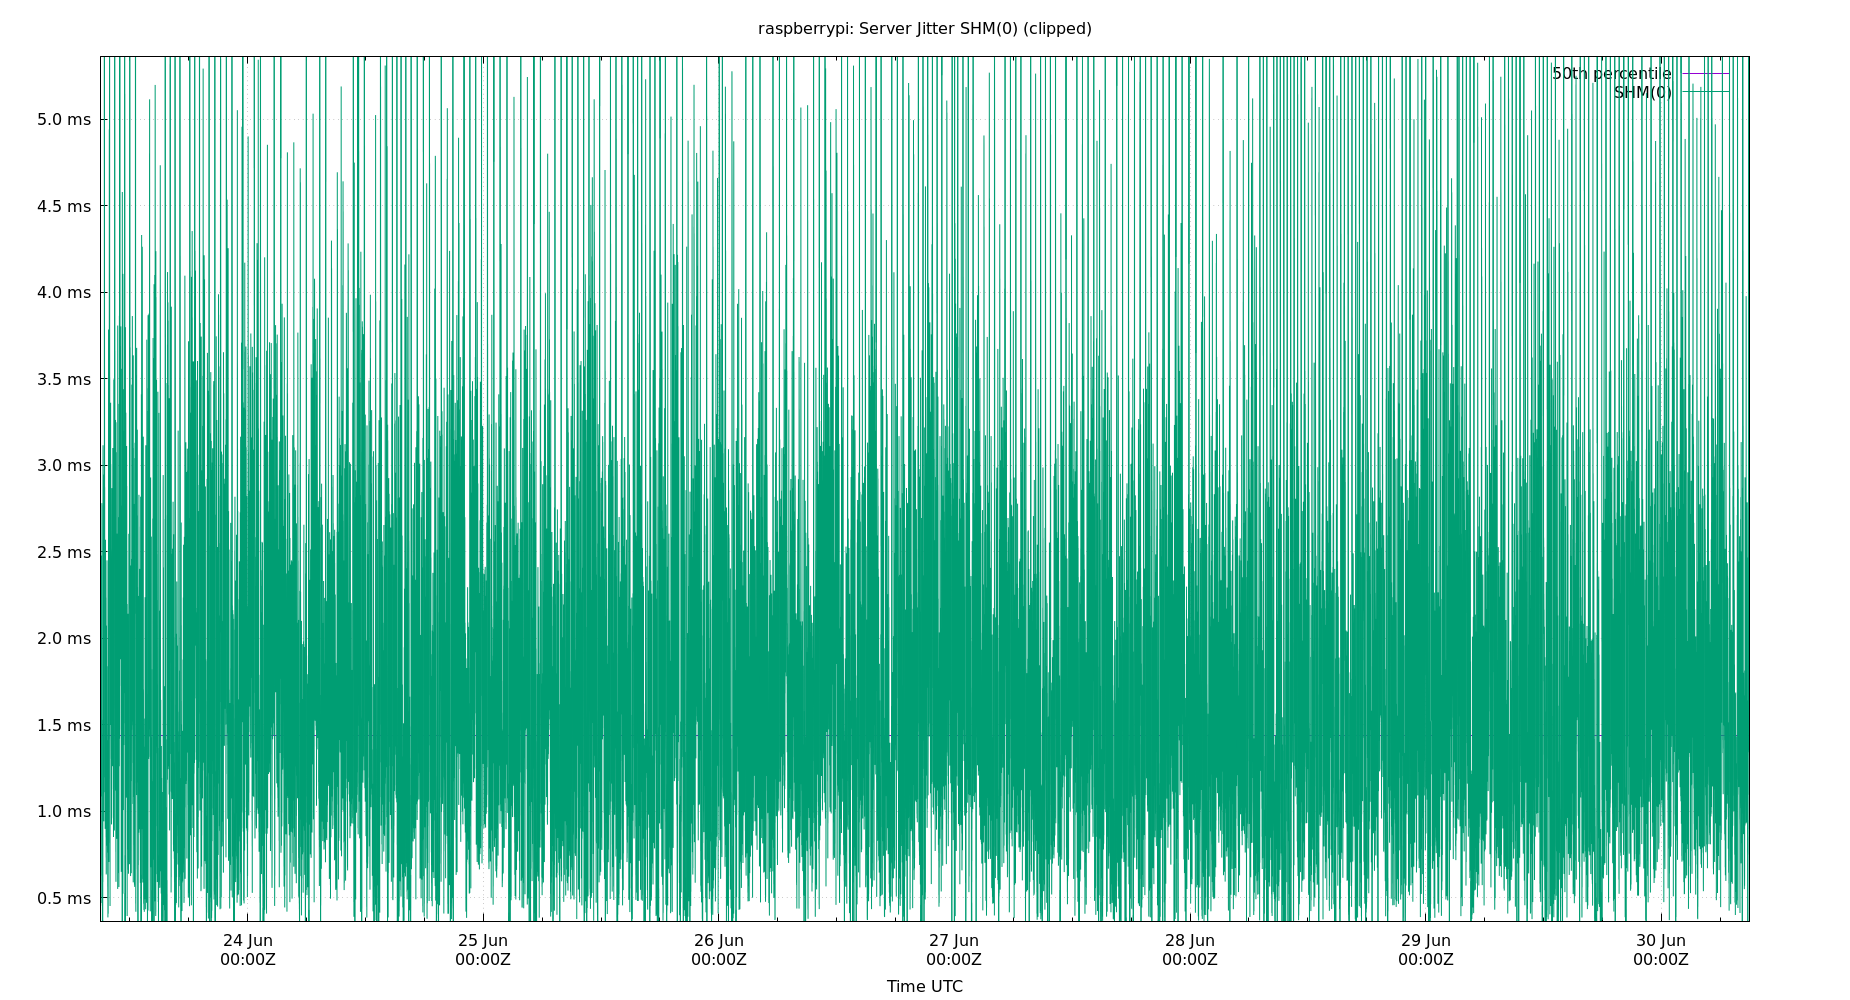 raspberrypi: Server Jitter SHM(0) (clipped)
50th percentile
SHM(0)
5.0 ms
4.5 ms
4.0 ms
3.5 ms
3.0 ms
2.5 ms
2.0 ms
1.5 ms
1.0 ms
0.5 ms
24 Jun 25 Jun 26 Jun 27 Jun 28 Jun 29 Jun 30 Jun
00:00Z 00:00Z 00:00Z 00:00Z 00:00Z 00:00Z 00:00Z
Time UTC